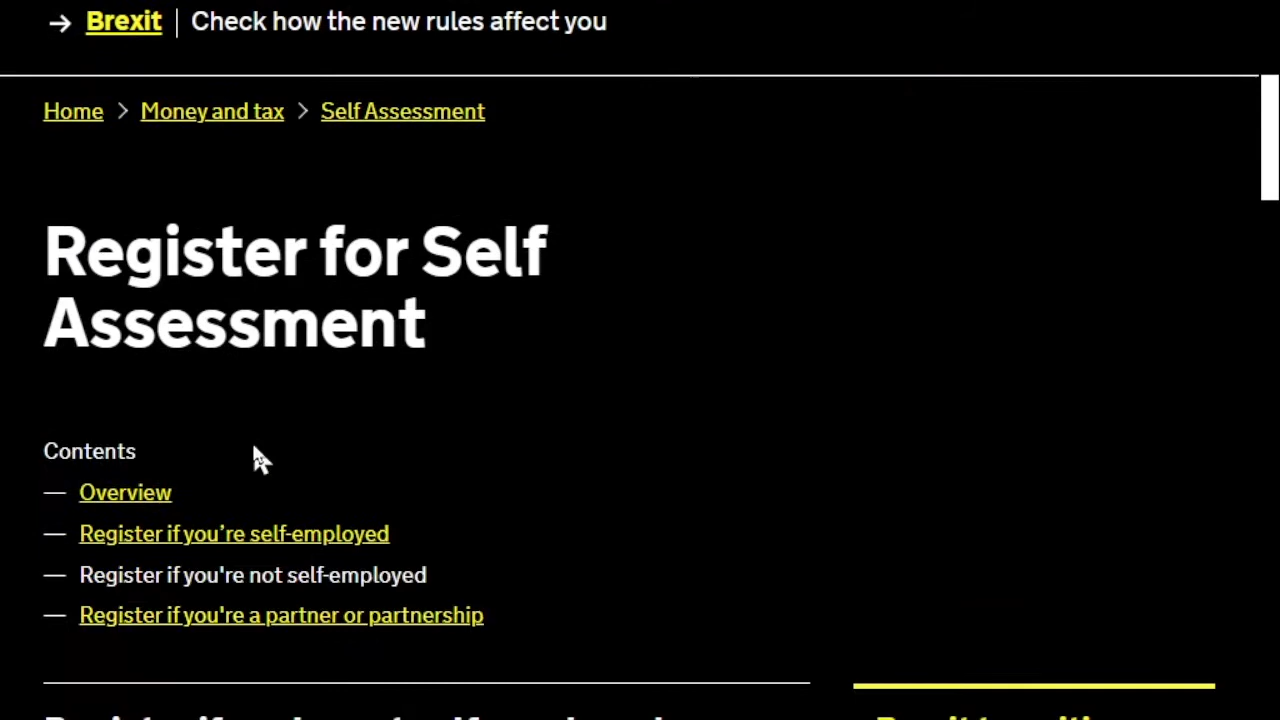 → Brexit | Check how the new rules affect you
Home > Money and tax > Self Assessment
Register for Self
Assessment
Contents
— Overview
— Register if you’re self-employed
— Register if you're not self-employed
— Register if you're a partner or partnership